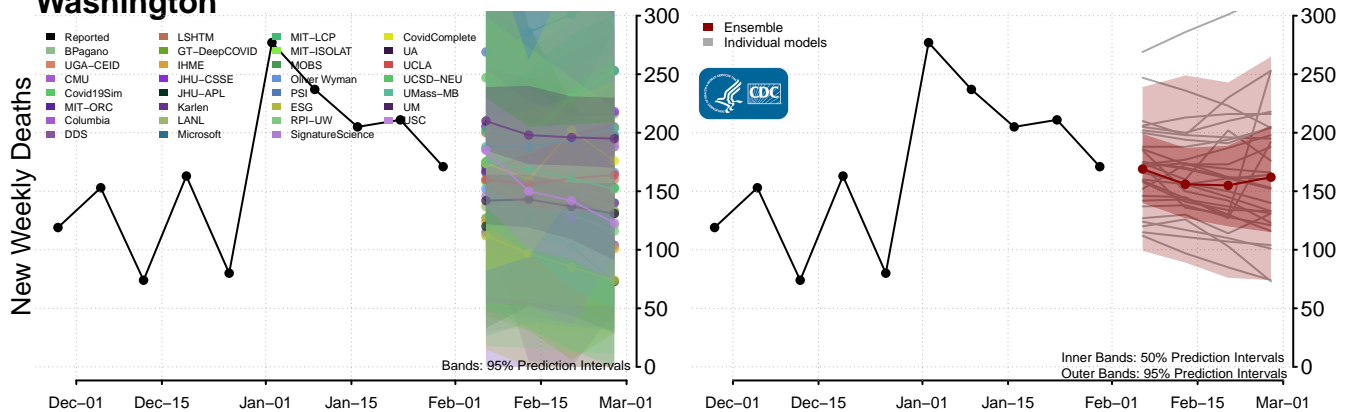 Washington
New Weekly Deaths
Reported
BPagano
UGA−CEID
CMU
Covid19Sim
MIT−ORC
Columbia
DDS
LSHTM
GT−DeepCOVID
IHME
JHU−CSSE
JHU−APL
Karlen
LANL
Microsoft
MIT−LCP
MIT−ISOLAT
MOBS
Oliver Wyman
PSI
ESG
RPI−UW
SignatureScience
CovidComplete
UA
UCLA
UCSD−NEU
UMass−MB
UM
USC
300
250
200
150
100
50
0
Bands: 95% Prediction Intervals
Dec−01 Dec−15 Jan−01 Jan−15 Feb−01 Feb−15 Mar−01
Ensemble
Individual models
CDC
300
250
200
150
100
50
0
Inner Bands: 50% Prediction Intervals
Outer Bands: 95% Prediction Intervals
Dec−01 Dec−15 Jan−01 Jan−15 Feb−01 Feb−15 Mar−01